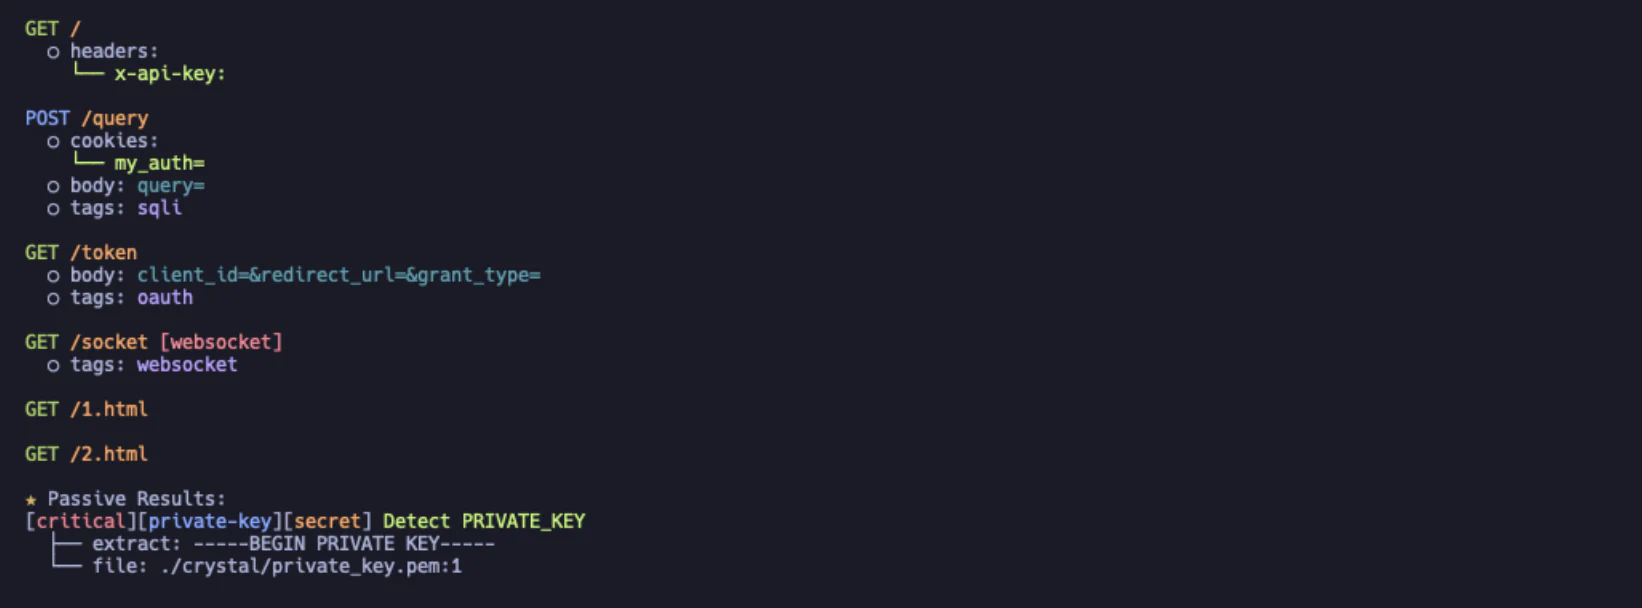 GET /
○ headers:
└── x-api-key:
POST /query
○ cookies:
└── my_auth=
○ body: query=
○ tags: sqli
GET /token
○ body: client_id=&redirect_url=&grant_type=
○ tags: oauth
GET /socket [websocket]
○ tags: websocket
GET /1.html
GET /2.html
★ Passive Results:
[critical][private-key][secret] Detect PRIVATE_KEY
├── extract: -----BEGIN PRIVATE KEY-----
└── file: ./crystal/private_key.pem:1